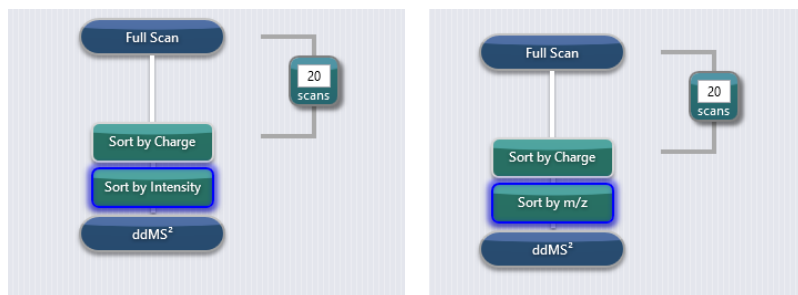 Full Scan
20
scans
Sort by Charge
Sort by Intensity
ddMS²
Full Scan
20
scans
Sort by Charge
Sort by m/z
ddMS²